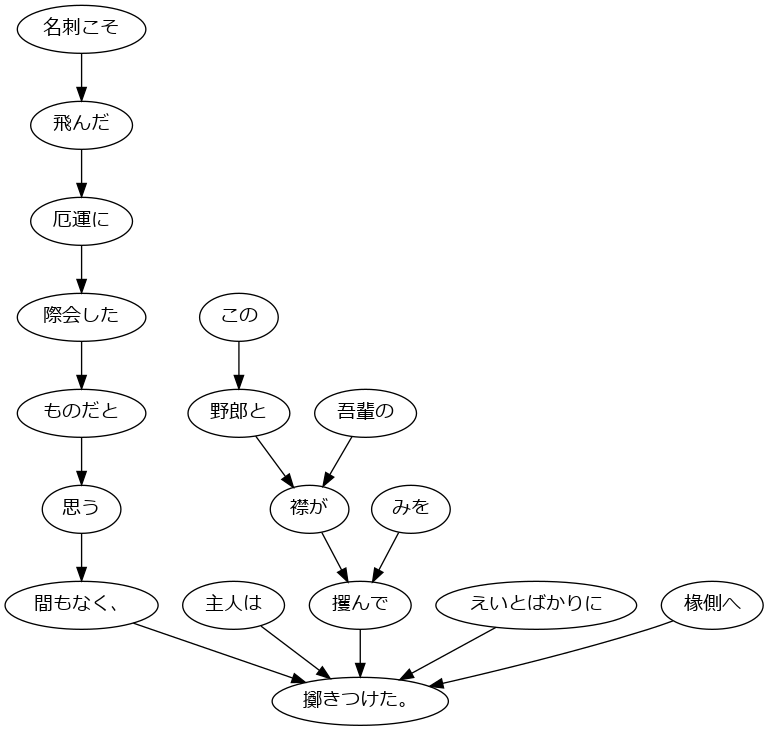 名刺こそ
飛んだ
厄運に
際会した
この
ものだと
野郎と
吾輩の
思う
襟が
みを
間もなく、
主人は
攫んで
えいとばかりに
椽側へ
擲きつけた。